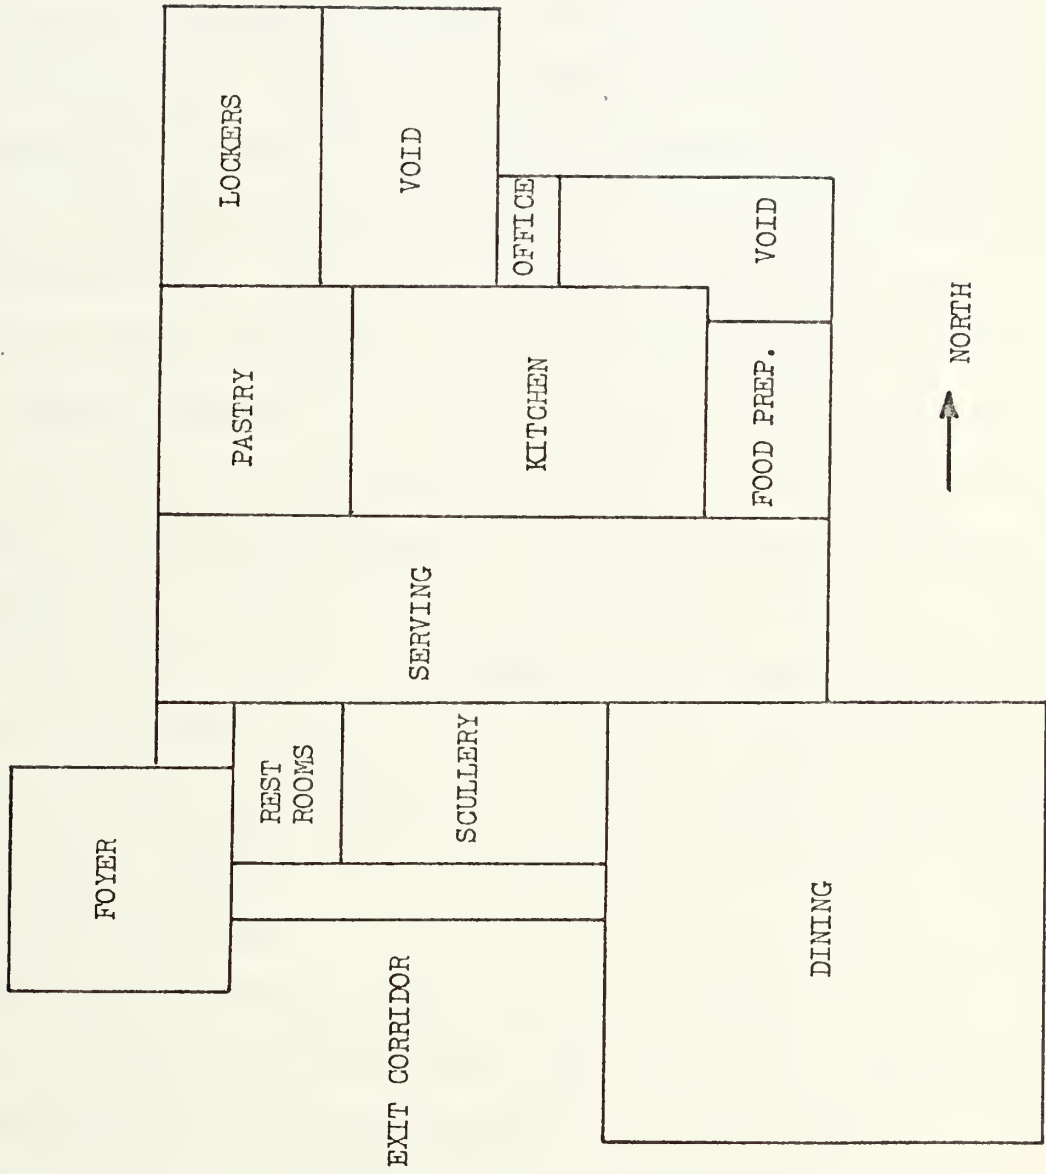 FOYER
LOCKERS
PASTRY
REST
ROOMS
EXIT CORRIDOR
VOID
SERVING
SCULLERY
OFFICE
KITCHEN
FOOD PREP.
VOID
DINING
NORTH